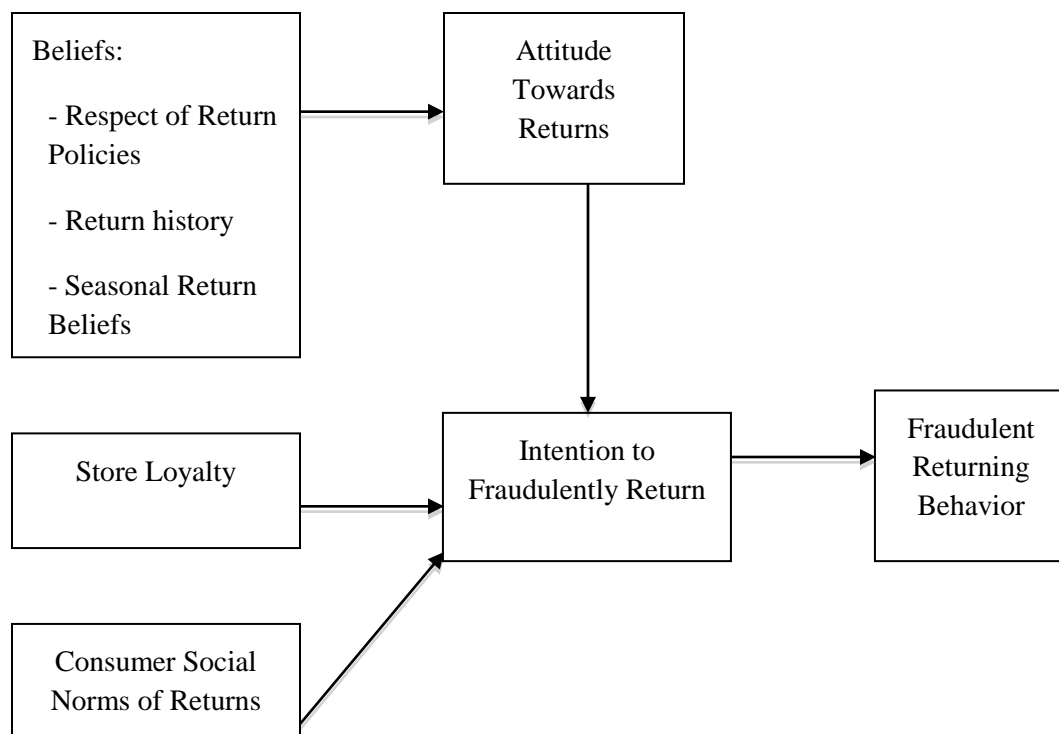 Beliefs:
- Respect of Return
Policies
- Return history
- Seasonal Return
Beliefs
Attitude
Towards
Returns
Store Loyalty
Intention to
Fraudulently Return
Fraudulent
Returning
Behavior
Consumer Social
Norms of Returns